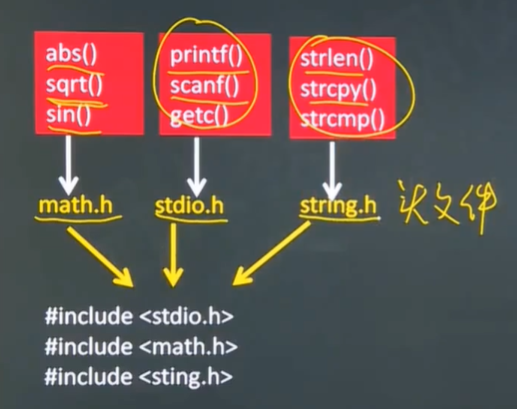 abs()
sqrt()
sin()
printf()
scanf()
getc()
strlen()
strcpy()
strcmp()
math.h
stdio.h
string.h
头文件
#include <stdio.h>
#include <math.h>
#include <sting.h>